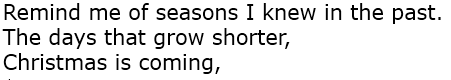 Remind me of seasons I knew in the past.
The days that grow shorter,
Christmas is coming,